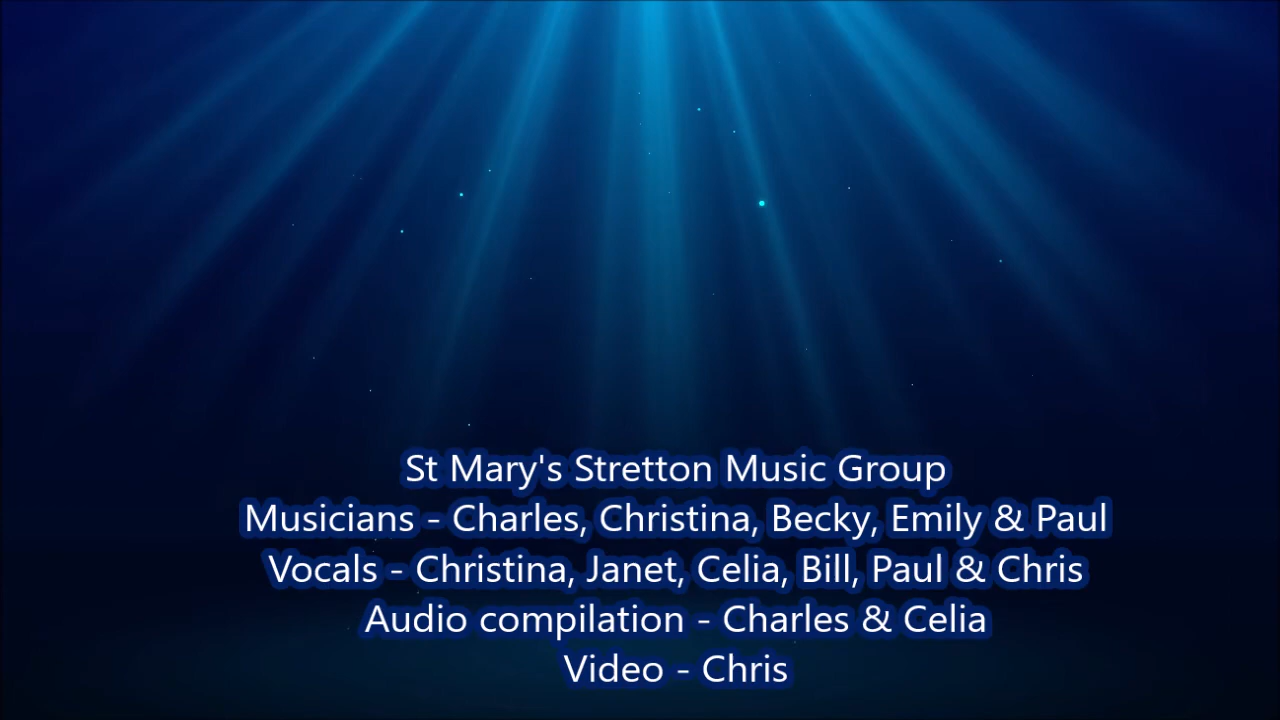 St Mary's Stretton Music Group
Musicians - Charles, Christina, Becky, Emily & Paul
Vocals - Christina, Janet, Celia, Bill, Paul & Chris
Audio compilation - Charles & Celia
Video - Chris